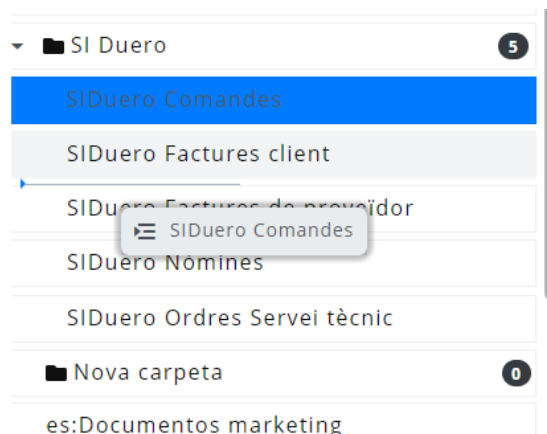 SI Duero 5
SIDuero Comandes
SIDuero Factures client
SIDuero Factures de proveïdor
SIDuero Comandes
SIDuero Nòmines
SIDuero Ordres Servei tècnic
Nova carpeta 0
es:Documentos marketing